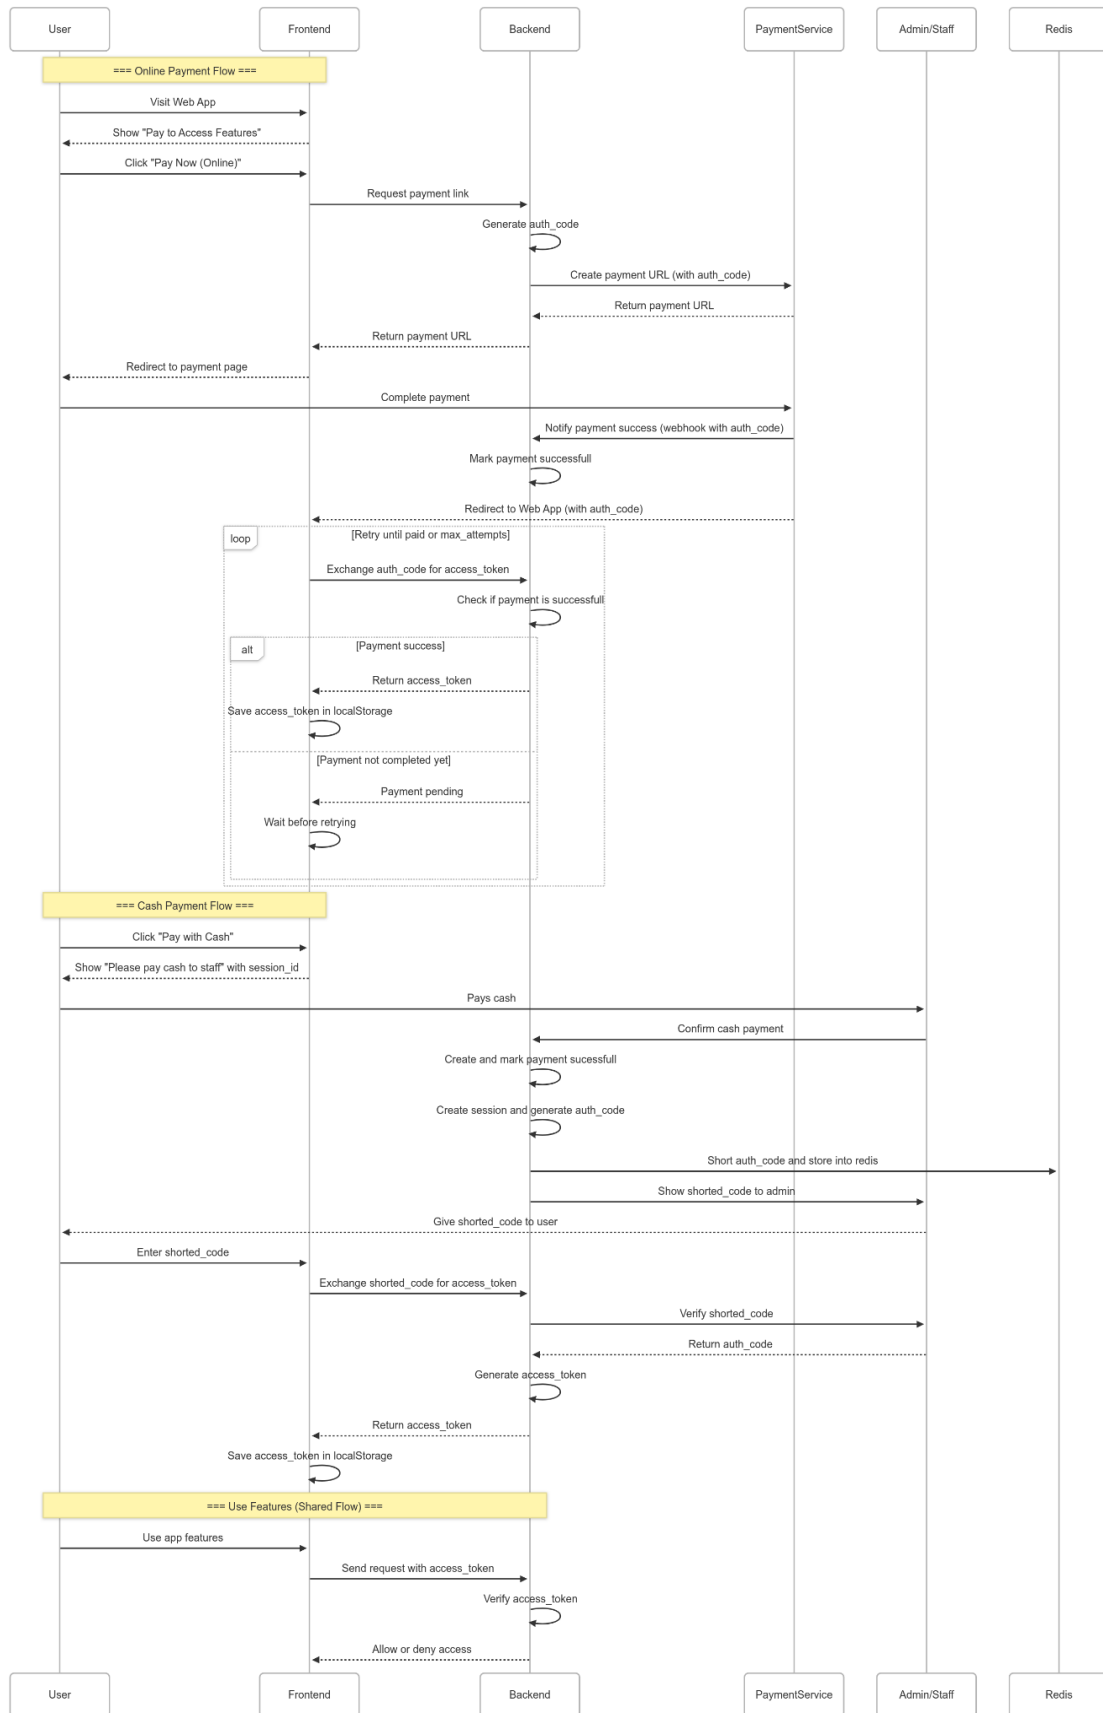 User
Frontend
Backend
PaymentService
Admin/Staff
Redis
=== Online Payment Flow ===
Visit Web App
Show "Pay to Access Features"
Click "Pay Now (Online)"
Request payment link
Generate auth_code
Create payment URL (with auth_code)
Return payment URL
Return payment URL
Redirect to payment page
Complete payment
Notify payment success (webhook with auth_code)
Mark payment successfull
Redirect to Web App (with auth_code)
loop
[Retry until paid or max_attempts]
Exchange auth_code for access_token
Check if payment is successfull
alt
[Payment success]
Return access_token
Save access_token in localStorage
[Payment not completed yet]
Payment pending
Wait before retrying
=== Cash Payment Flow ===
Click "Pay with Cash"
Show "Please pay cash to staff" with session_id
Pays cash
Confirm cash payment
Create and mark payment sucessfull
Create session and generate auth_code
Short auth_code and store into redis
Show shorted_code to admin
Give shorted_code to user
Enter shorted_code
Exchange shorted_code for access_token
Verify shorted_code
Return auth_code
Generate access_token
Return access_token
Save access_token in localStorage
=== Use Features (Shared Flow) ===
Use app features
Send request with access_token
Verify access_token
Allow or deny access
User
Frontend
Backend
PaymentService
Admin/Staff
Redis